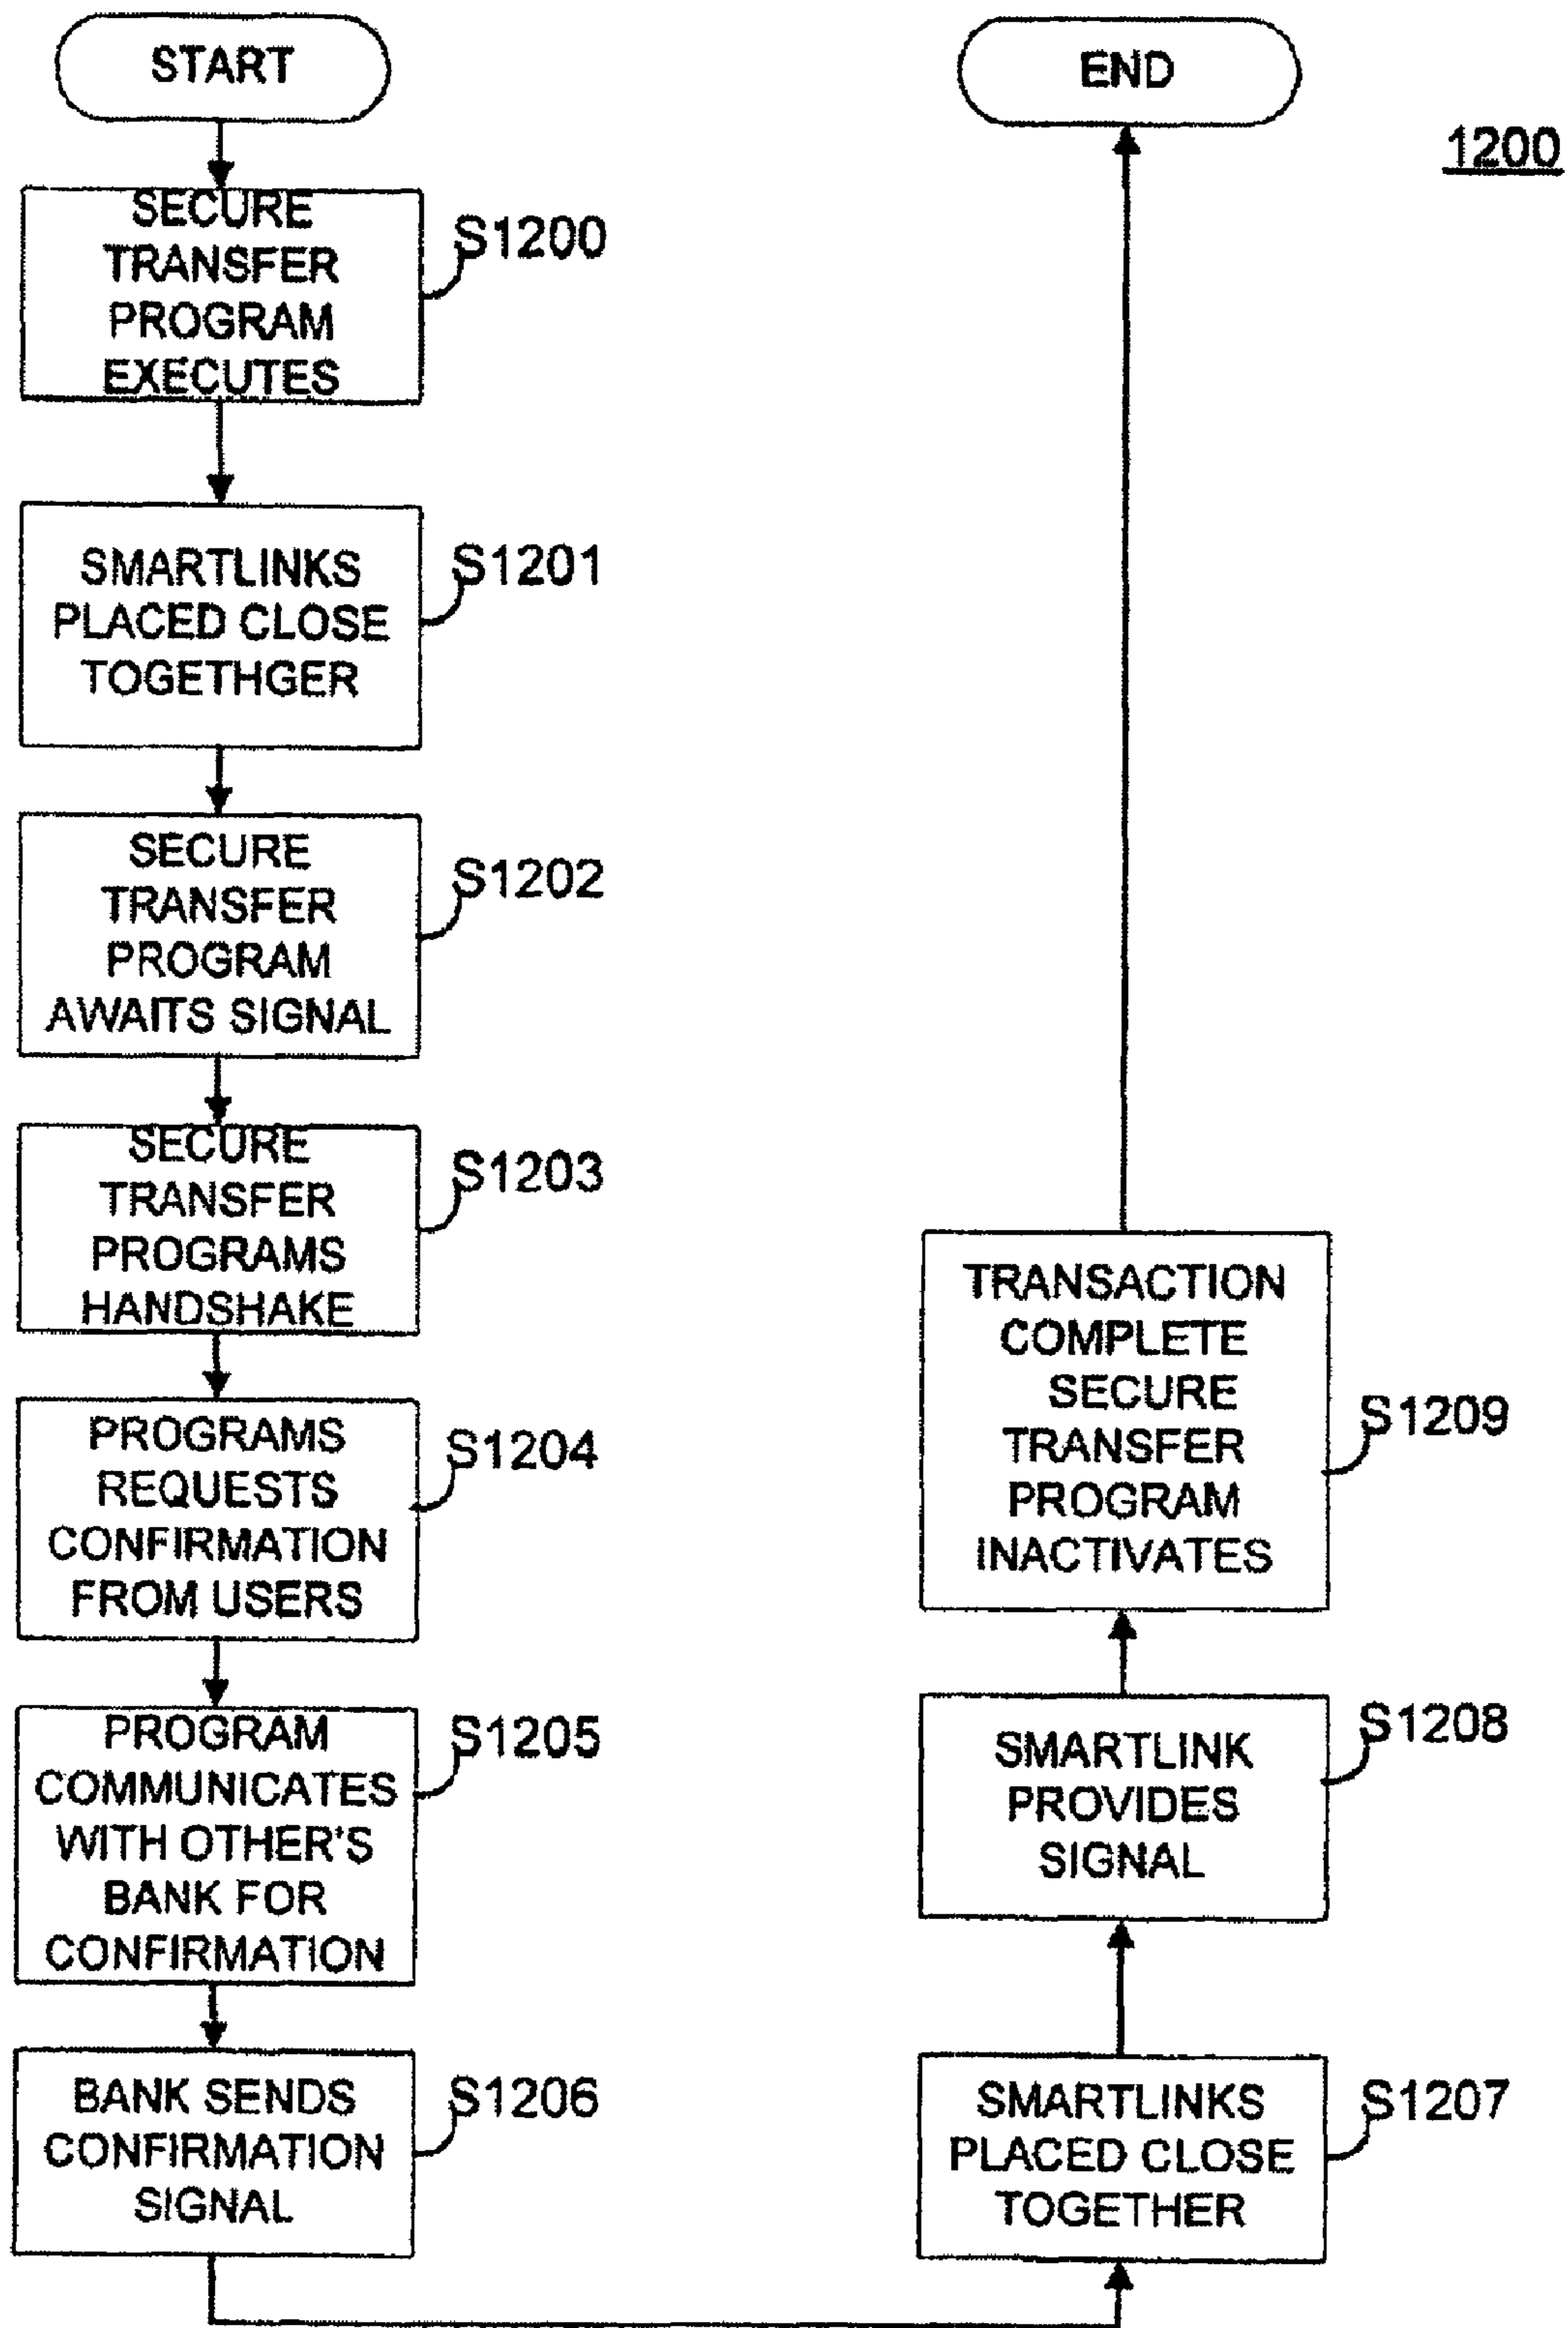 START
SECURE
TRANSFER
PROGRAM
EXECUTES
S1200
SMARTLINKS
PLACED CLOSE
TOGETHGER
S1201
SECURE
TRANSFER
PROGRAM
AWAITS SIGNAL
S1202
SECURE
TRANSFER
PROGRAMS
HANDSHAKE
S1203
PROGRAMS
REQUESTS
CONFIRMATION
FROM USERS
S1204
PROGRAM
COMMUNICATES
WITH OTHER'S
BANK FOR
CONFIRMATION
S1205
BANK SENDS
CONFIRMATION
SIGNAL
S1206
SMARTLINKS
PLACED CLOSE
TOGETHER
S1207
SMARTLINK
PROVIDES
SIGNAL
S1208
TRANSACTION
COMPLETE
SECURE
TRANSFER
PROGRAM
INACTIVATES
S1209
END
1200